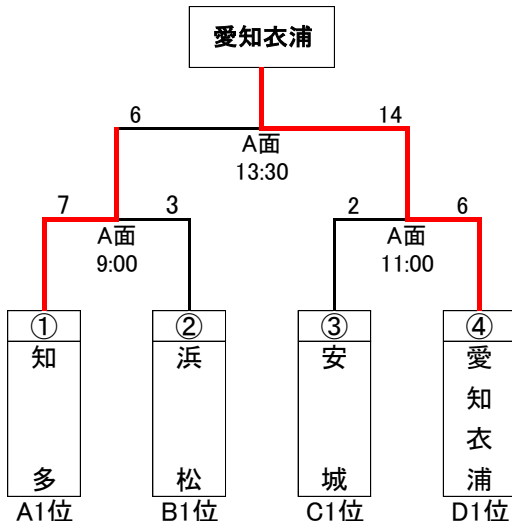 愛知衣浦
6 14
A面
13:30
7 3 2 6
A面 A面
9:00 11:00
① ② ③ ④
知多 浜松 安城 愛知衣浦
A1位 B1位 C1位 D1位